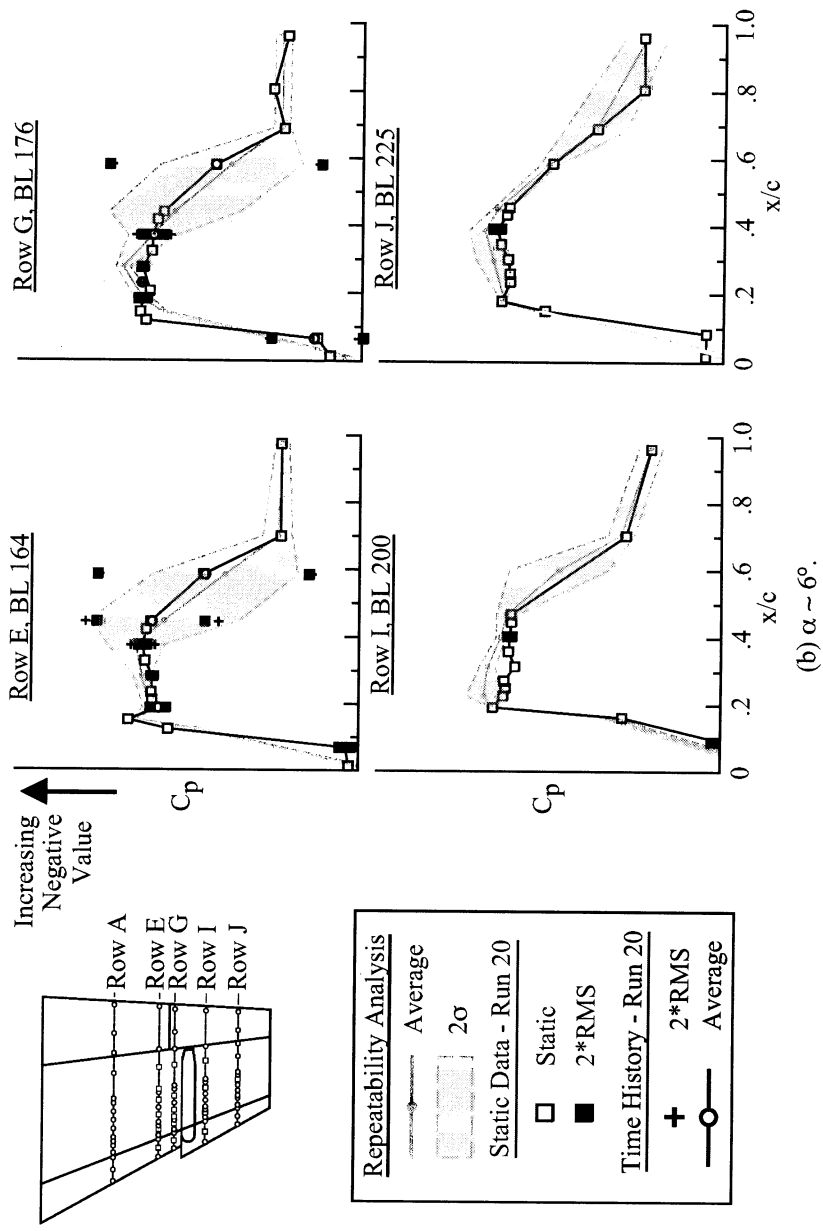 Increasing
Negative
Value
Row A
Row E
Row G
Row I
Row J
Repeatability Analysis
Average
2σ
Static Data - Run 20
Static
2*RMS
Time History - Run 20
2*RMS
Average
Row E, BL 164
Cp
Row G, BL 176
Row I, BL 200
Cp
0 .2 .4 .6 .8 1.0
x/c
Row J, BL 225
0 .2 .4 .6 .8 1.0
x/c
(b) α ~ 6°.